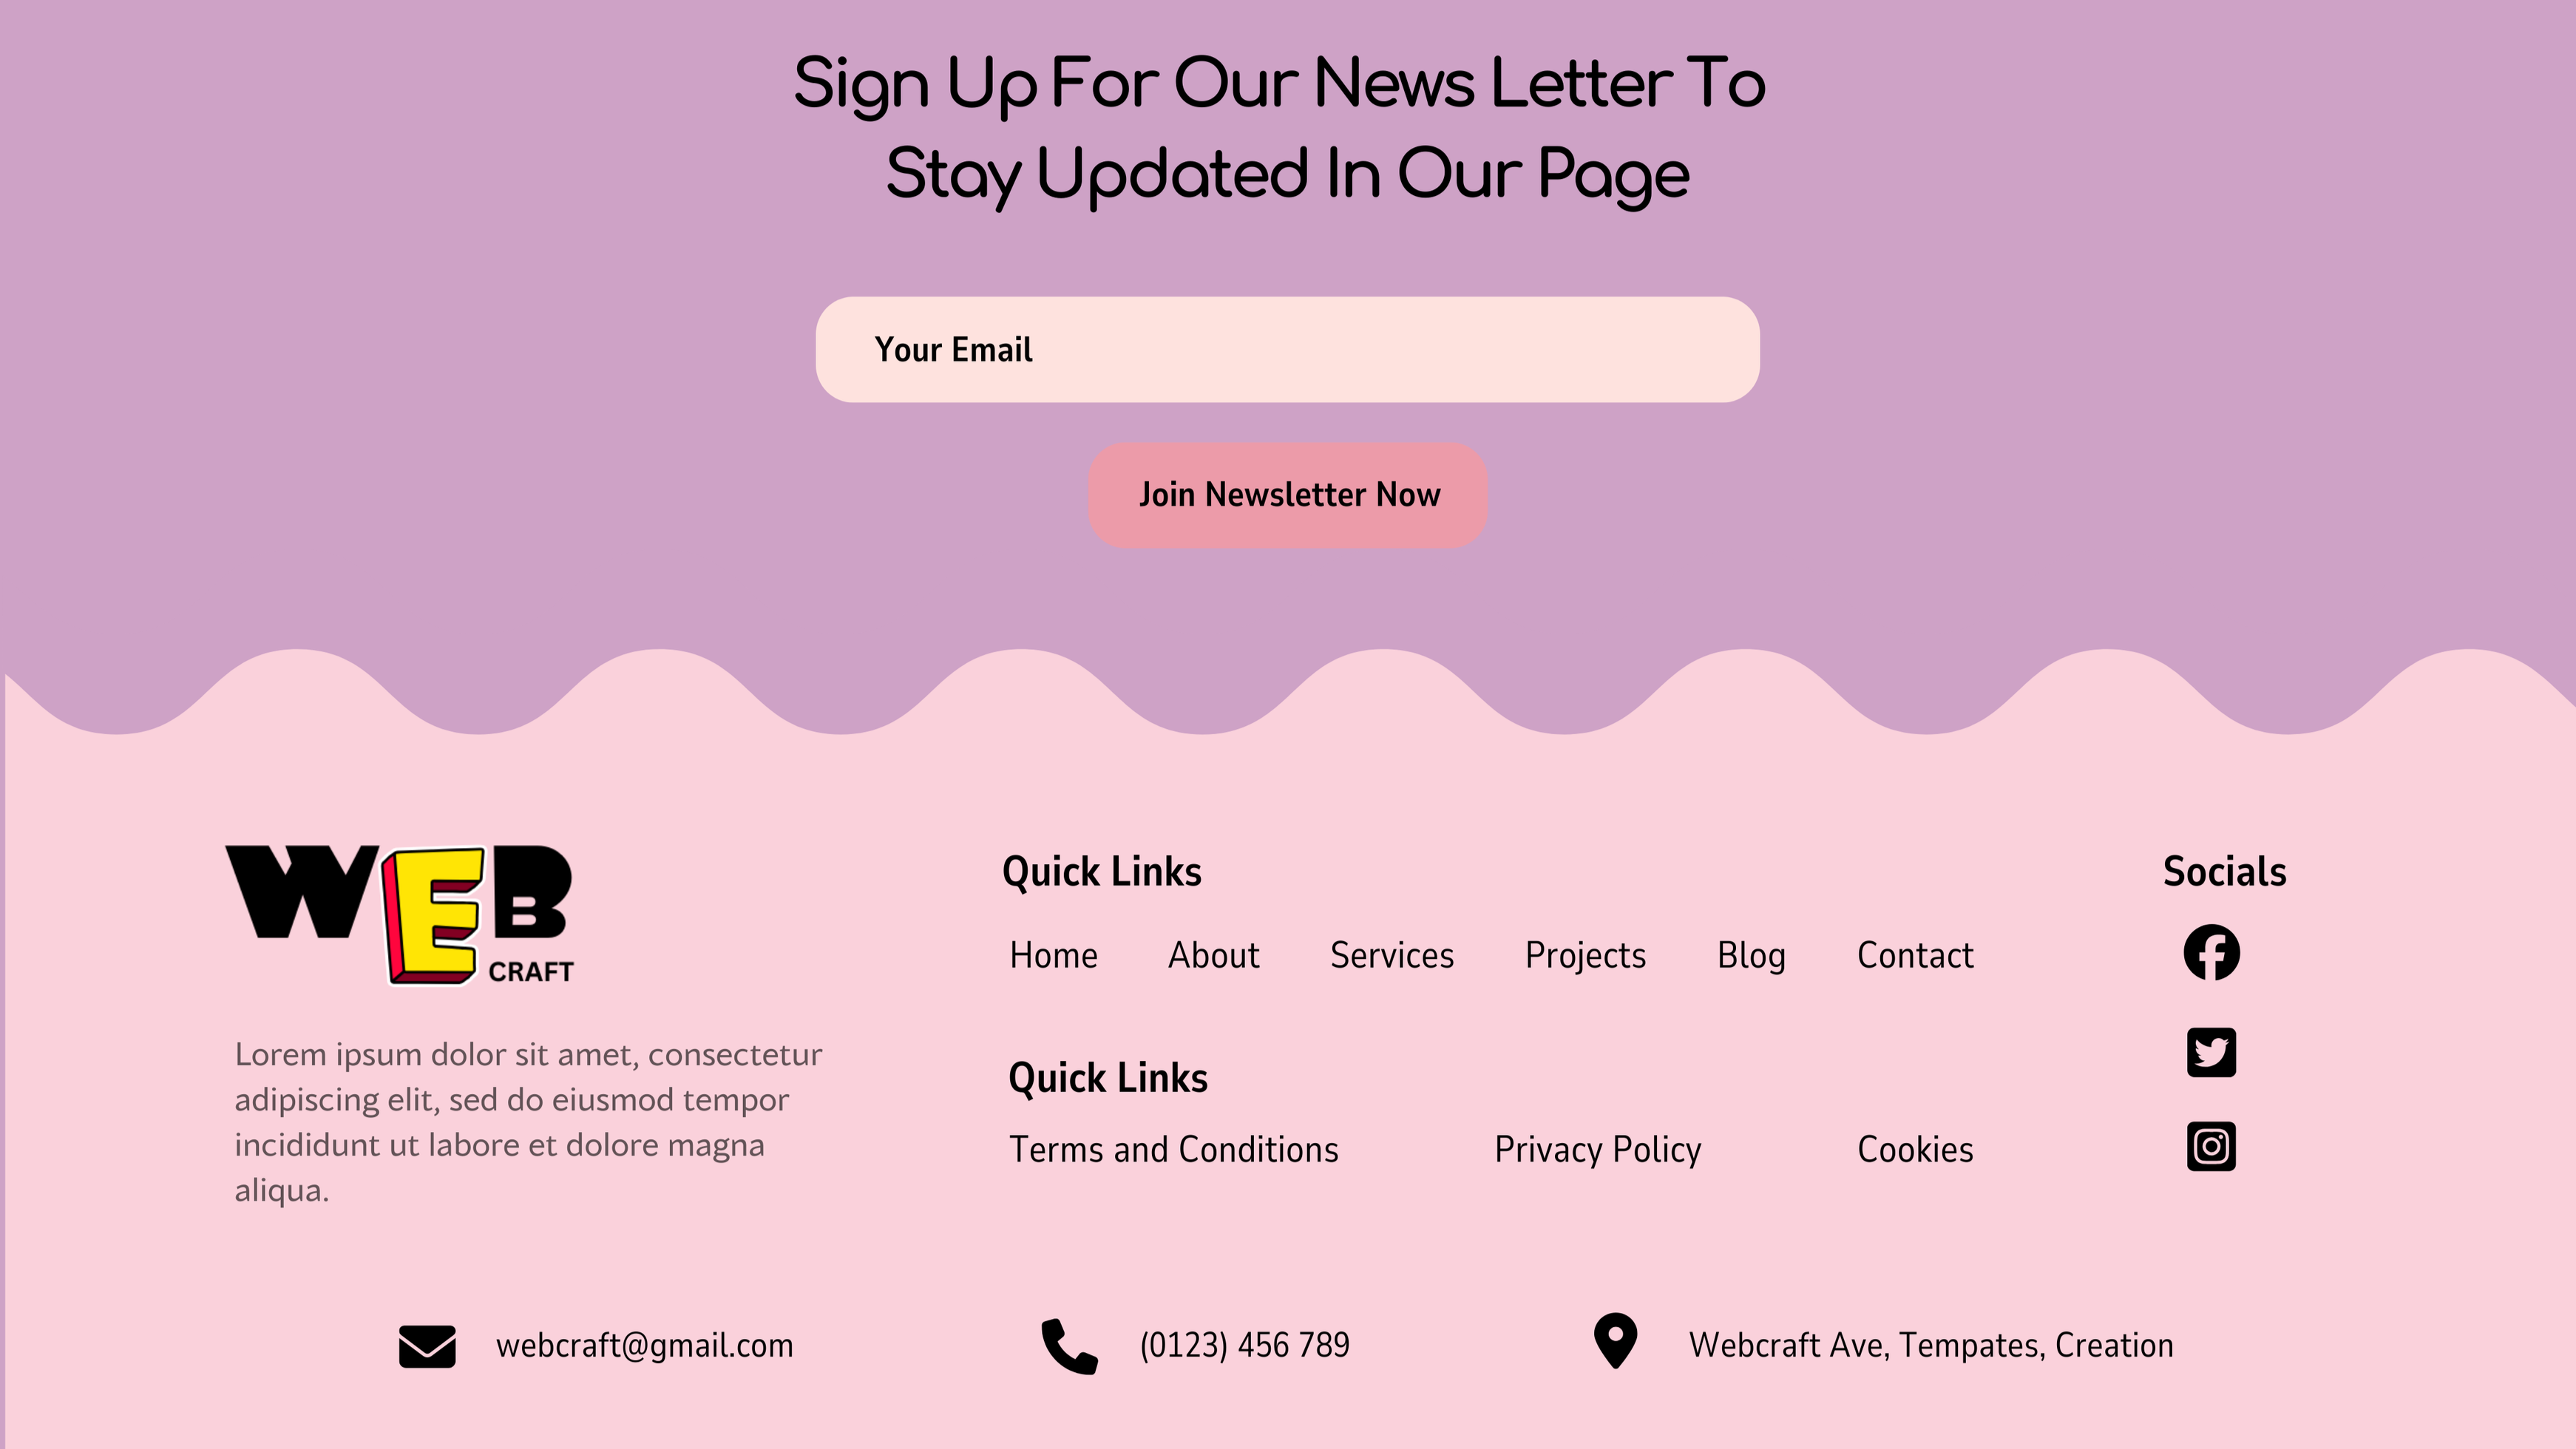 Sign Up For Our News Letter To
Stay Updated In Our Page
Your Email
Join Newsletter Now
WEB
CRAFT
Lorem ipsum dolor sit amet, consectetur
adipiscing elit, sed do eiusmod tempor
incididunt ut labore et dolore magna
aliqua.
Quick Links
Home About Services Projects Blog Contact
Quick Links
Terms and Conditions Privacy Policy Cookies
Socials
webcraft@gmail.com
(0123) 456 789
Webcraft Ave, Tempates, Creation